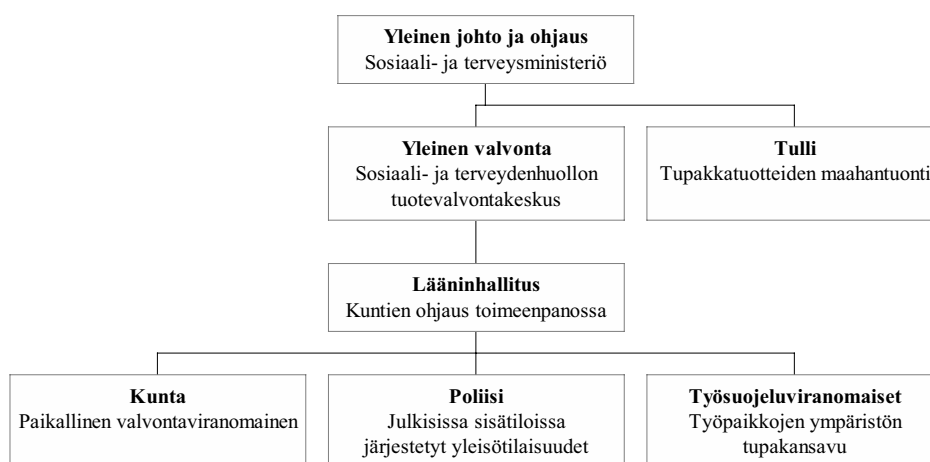 Yleinen johto ja ohjaus
Sosiaali- ja terveysministeriö
Yleinen valvonta
Sosiaali- ja terveydenhuollon
tuotevalvontakeskus
Tulli
Tupakkatuotteiden maahantuonti
Lääninhallitus
Kuntien ohjaus toimeenpanossa
Kunta
Paikallinen valvontaviranomainen
Poliisi
Julkisissa sisätiloissa
järjestetyt yleisötilaisuudet
Työsuojeluviranomaiset
Työpaikkojen ympäristön
tupakansavu